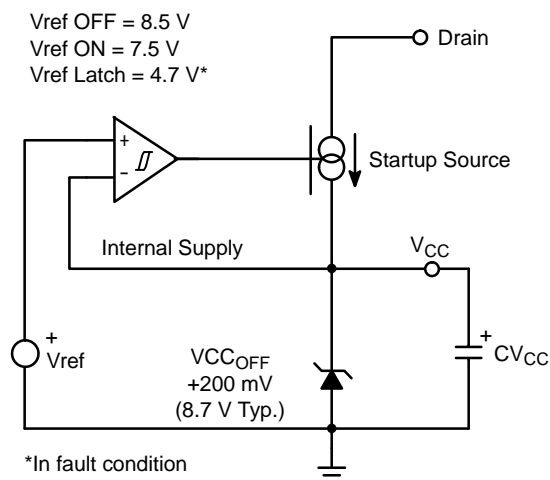 Vref OFF = 8.5 V
Vref ON = 7.5 V
Vref Latch = 4.7 V*
Drain
+
-
Startup Source
Internal Supply
VCC
+
Vref
VCCOFF
+200 mV
(8.7 V Typ.)
+
CVCC
*In fault condition